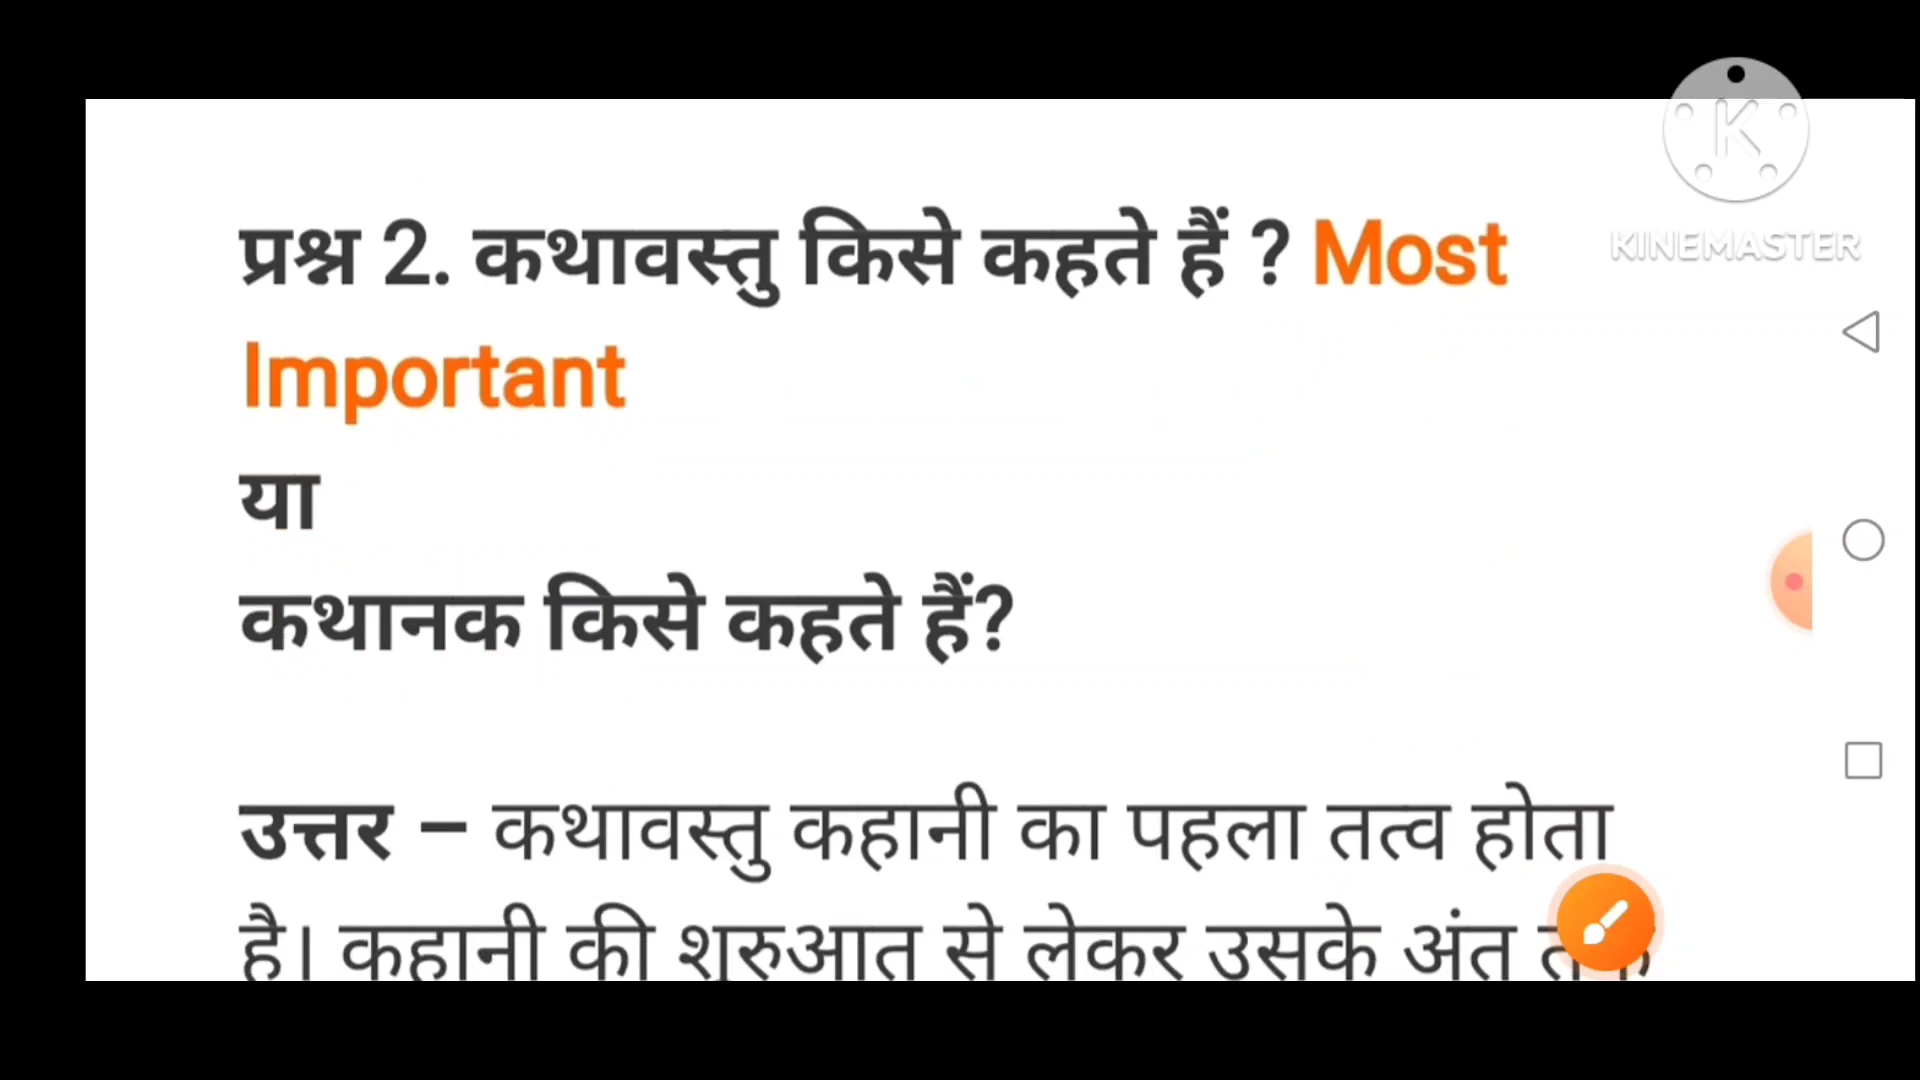 प्रश्न 2. कथावस्तु किसे कहते हैं ? Most
Important
या
कथानक किसे कहते हैं?
उत्तर – कथावस्तु कहानी का पहला तत्व होता
है। कहानी की शुरुआत से लेकर उसके अंत
K
KINEMASTER